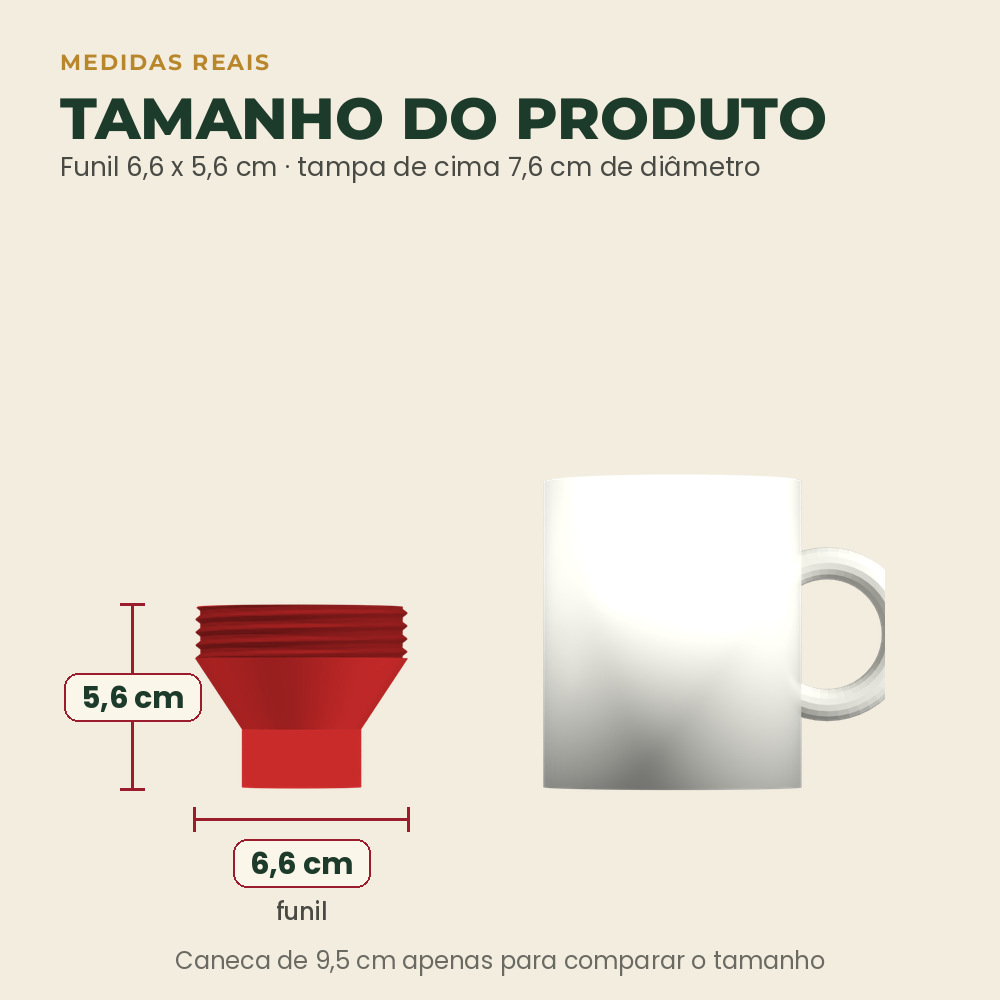 MEDIDAS REAIS
TAMANHO DO PRODUTO
Funil 6,6 x 5,6 cm · tampa de cima 7,6 cm de diâmetro
5,6 cm
6,6 cm
funil
Caneca de 9,5 cm apenas para comparar o tamanho